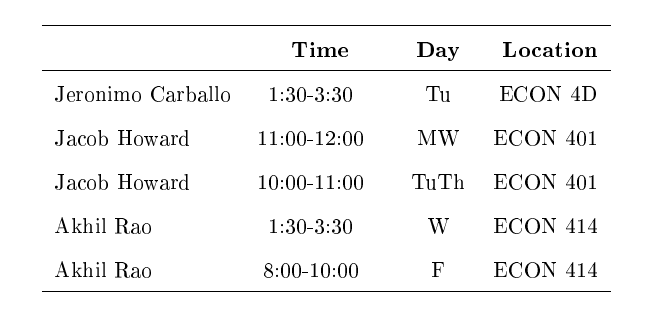 Time Day Location
Jeronimo Carballo 1:30-3:30 Tu ECON 4D
Jacob Howard 11:00-12:00 MW ECON 401
Jacob Howard 10:00-11:00 TuTh ECON 401
Akhil Rao 1:30-3:30 W ECON 414
Akhil Rao 8:00-10:00 F ECON 414